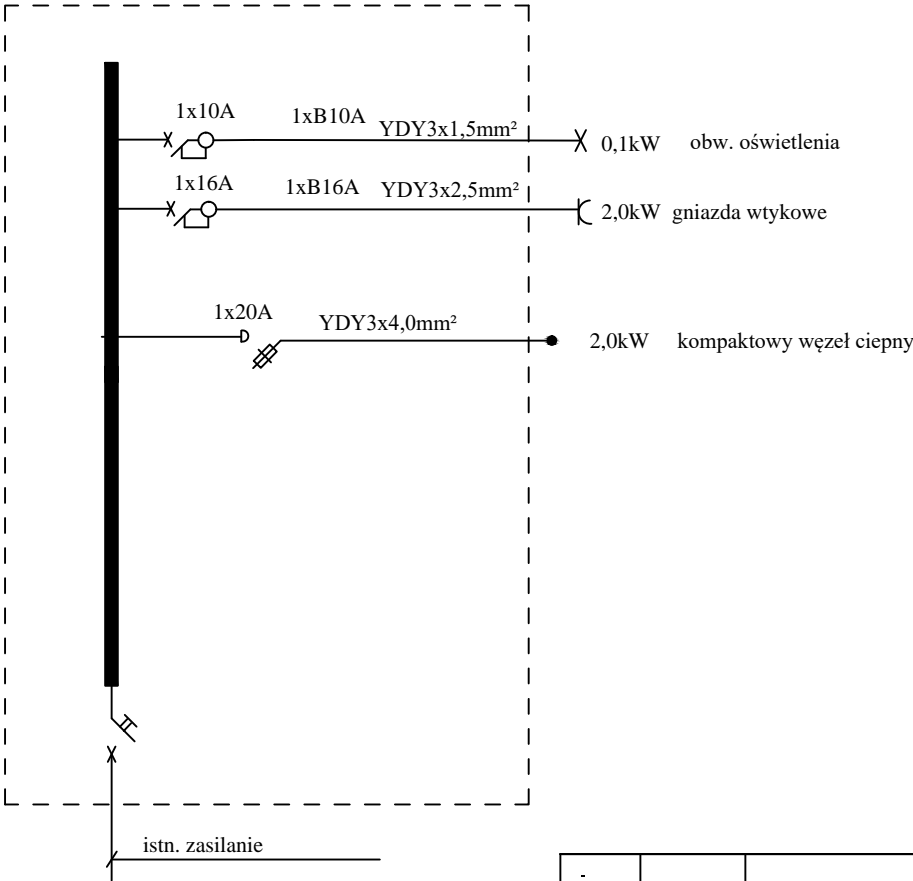 1x10A 1xB10A YDY3x1,5mm² 0,1kW obw. oświetlenia
1x16A 1xB16A YDY3x2,5mm² 2,0kW gniazda wtykowe
1x20A YDY3x4,0mm² 2,0kW kompaktowy węzeł ciepny
istn. zasilanie